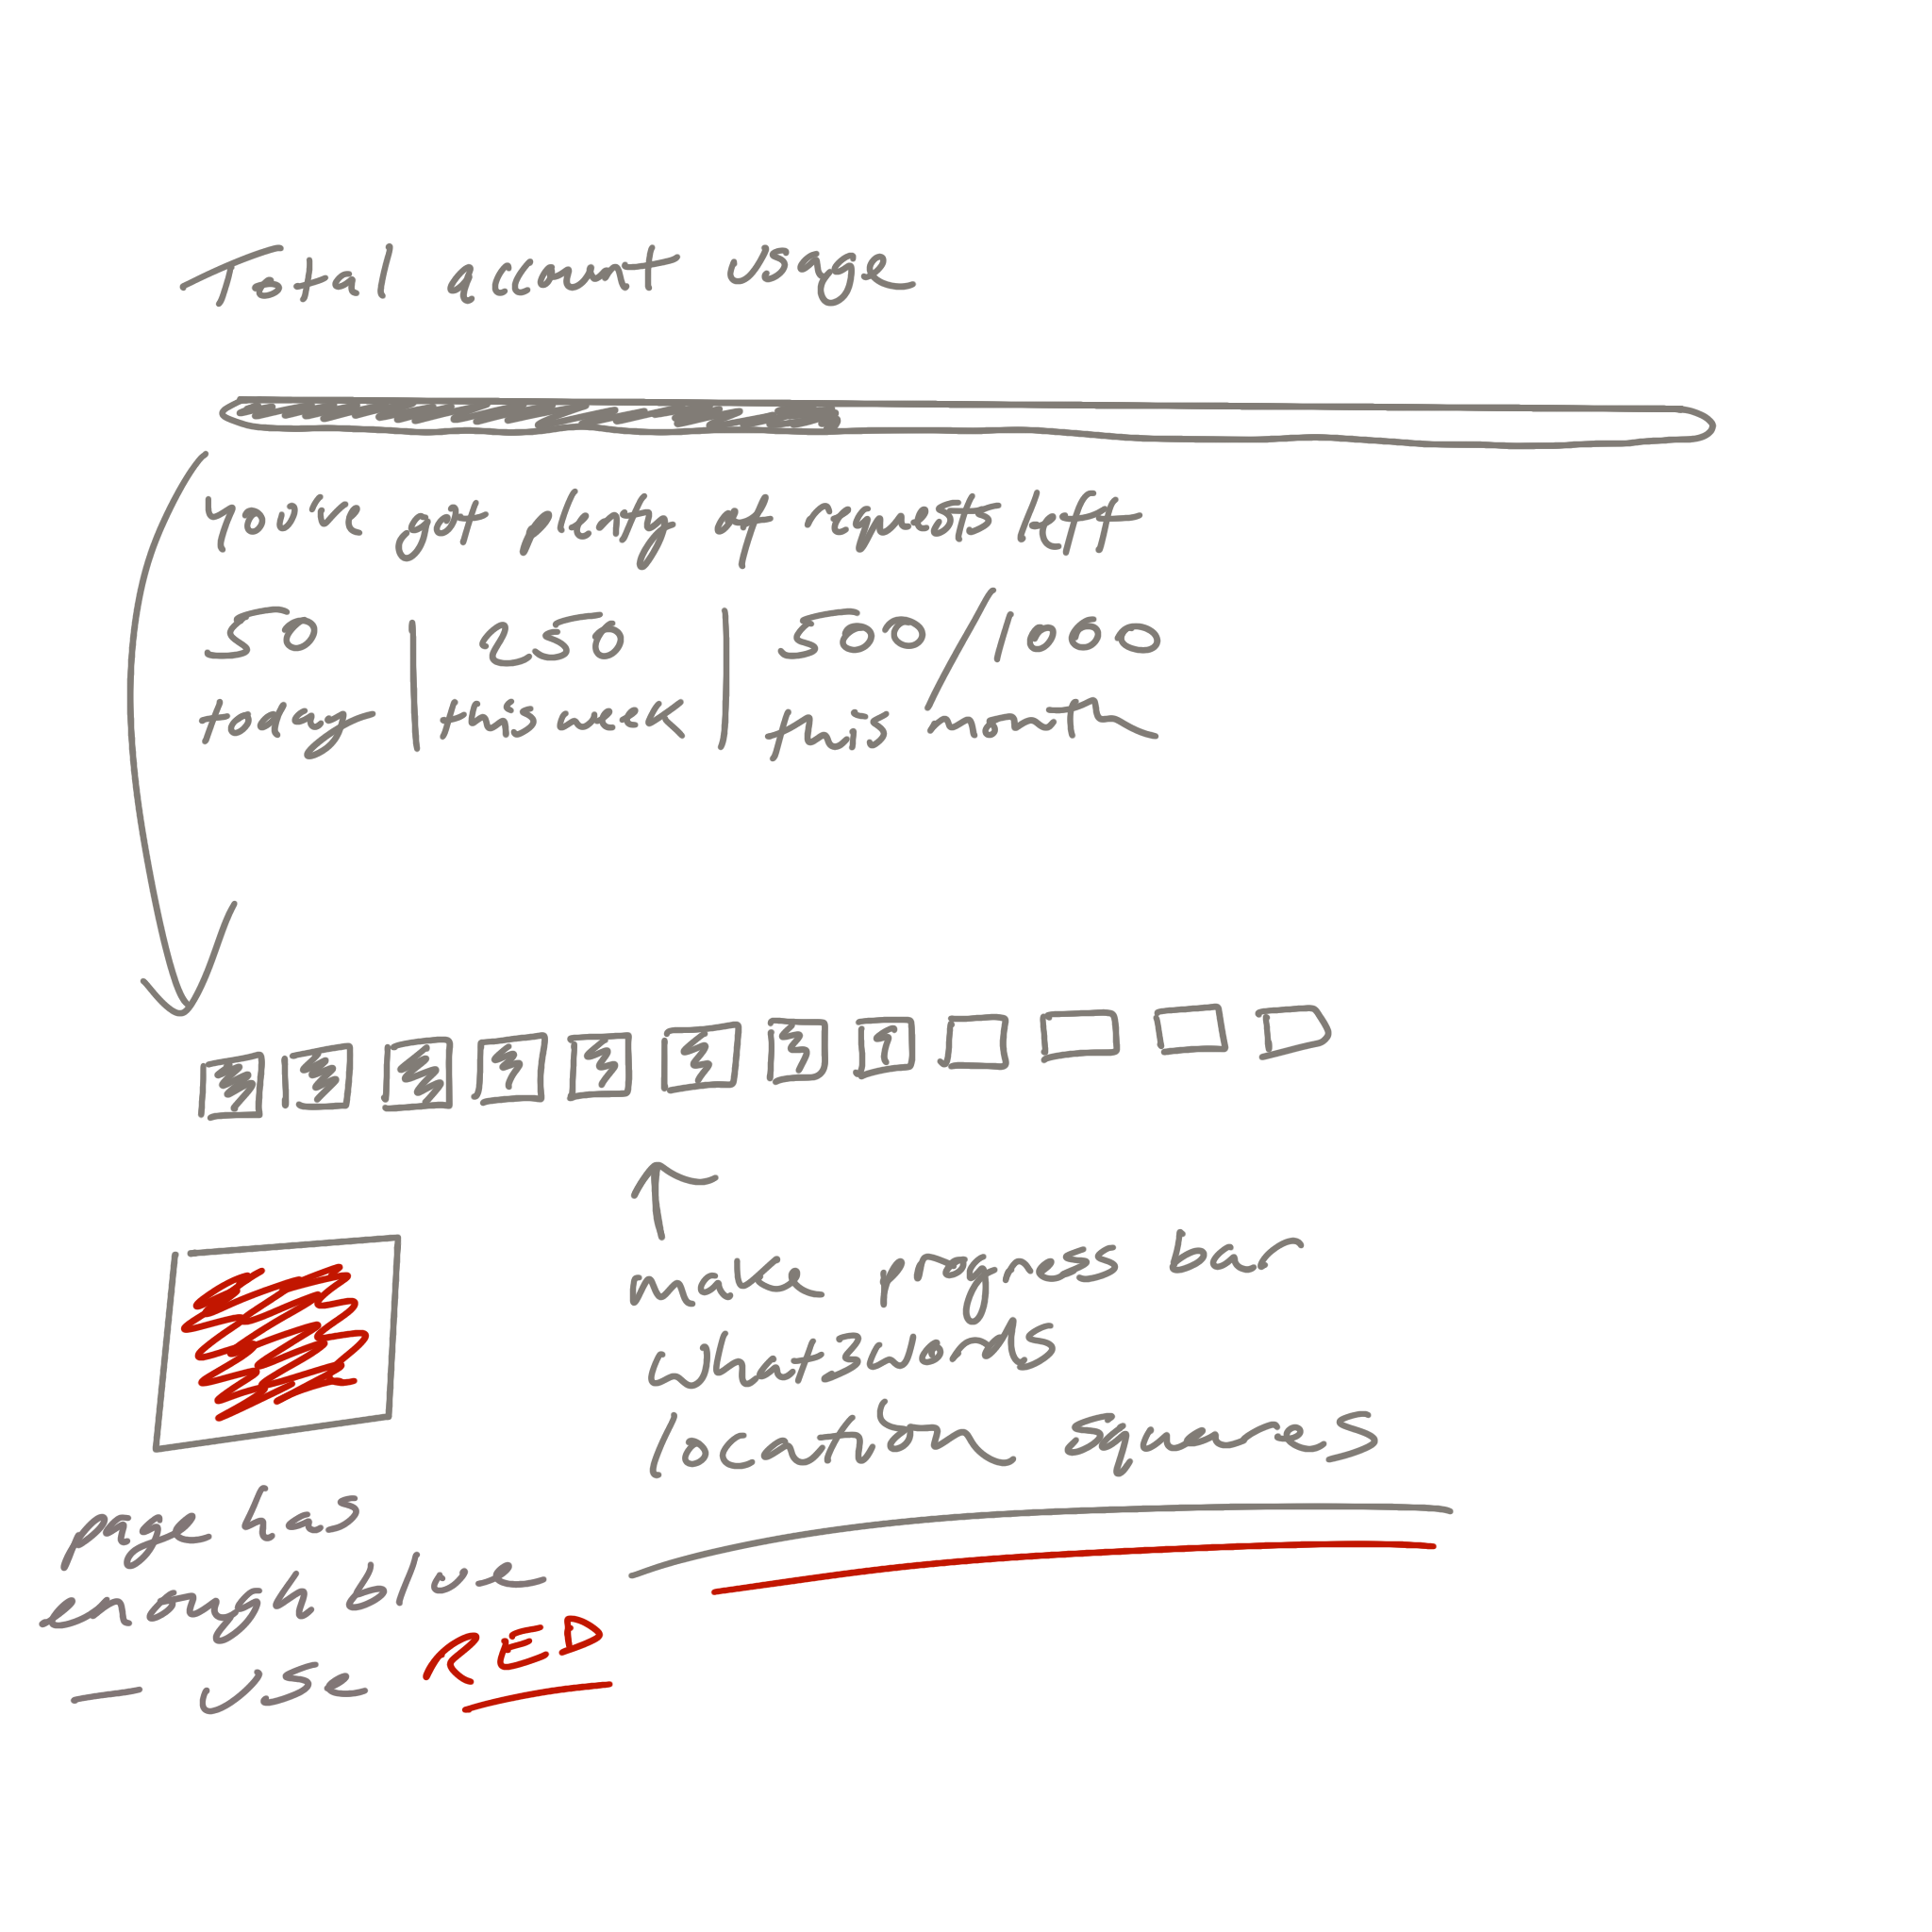 Total account usage
You've got plenty of requests left
50 | 250 | 500/1000
today | this week | this month
make progress bar
what3words
location squares
page has
enough blue
— use RED